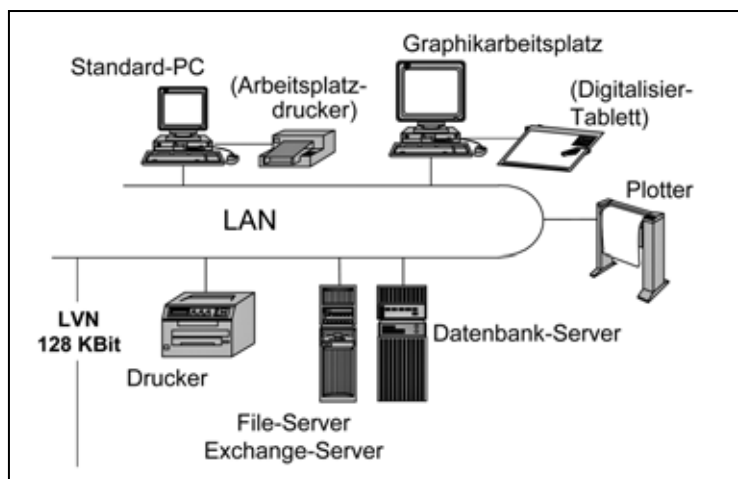 Standard-PC
(Arbeitsplatz-
drucker)
Graphikarbeitsplatz
(Digitalisier-
Tablett)
Plotter
LAN
LVN
128 KBit
Drucker
Datenbank-Server
File-Server
Exchange-Server